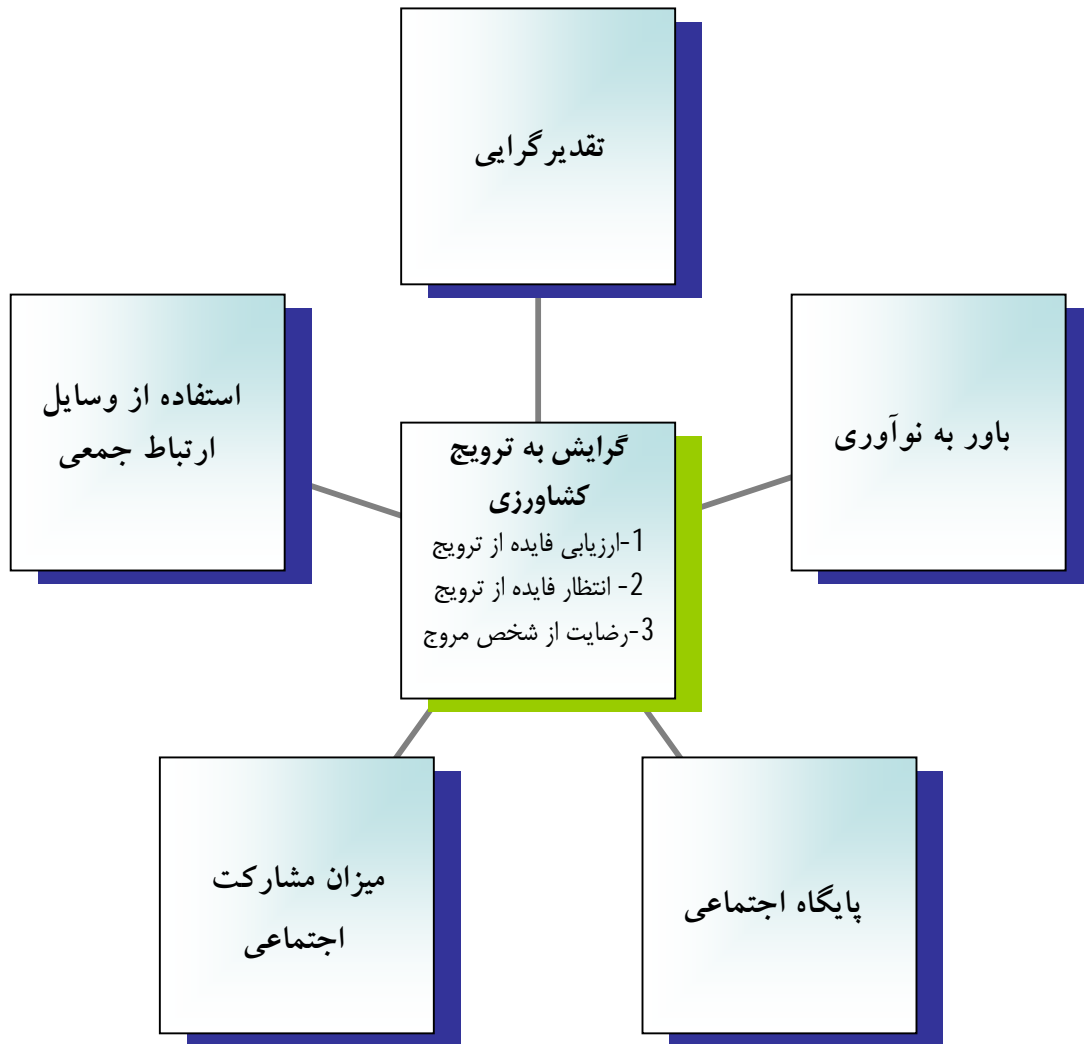 تقدیرگرایی
باور به نوآوری
استفاده از وسایل
ارتباط جمعی
گرایش به ترویج
کشاورزی
1-ارزیابی فایده از ترویج
2- انتظار فایده از ترویج
3-رضایت از شخص مروج
پایگاه اجتماعی
میزان مشارکت
اجتماعی